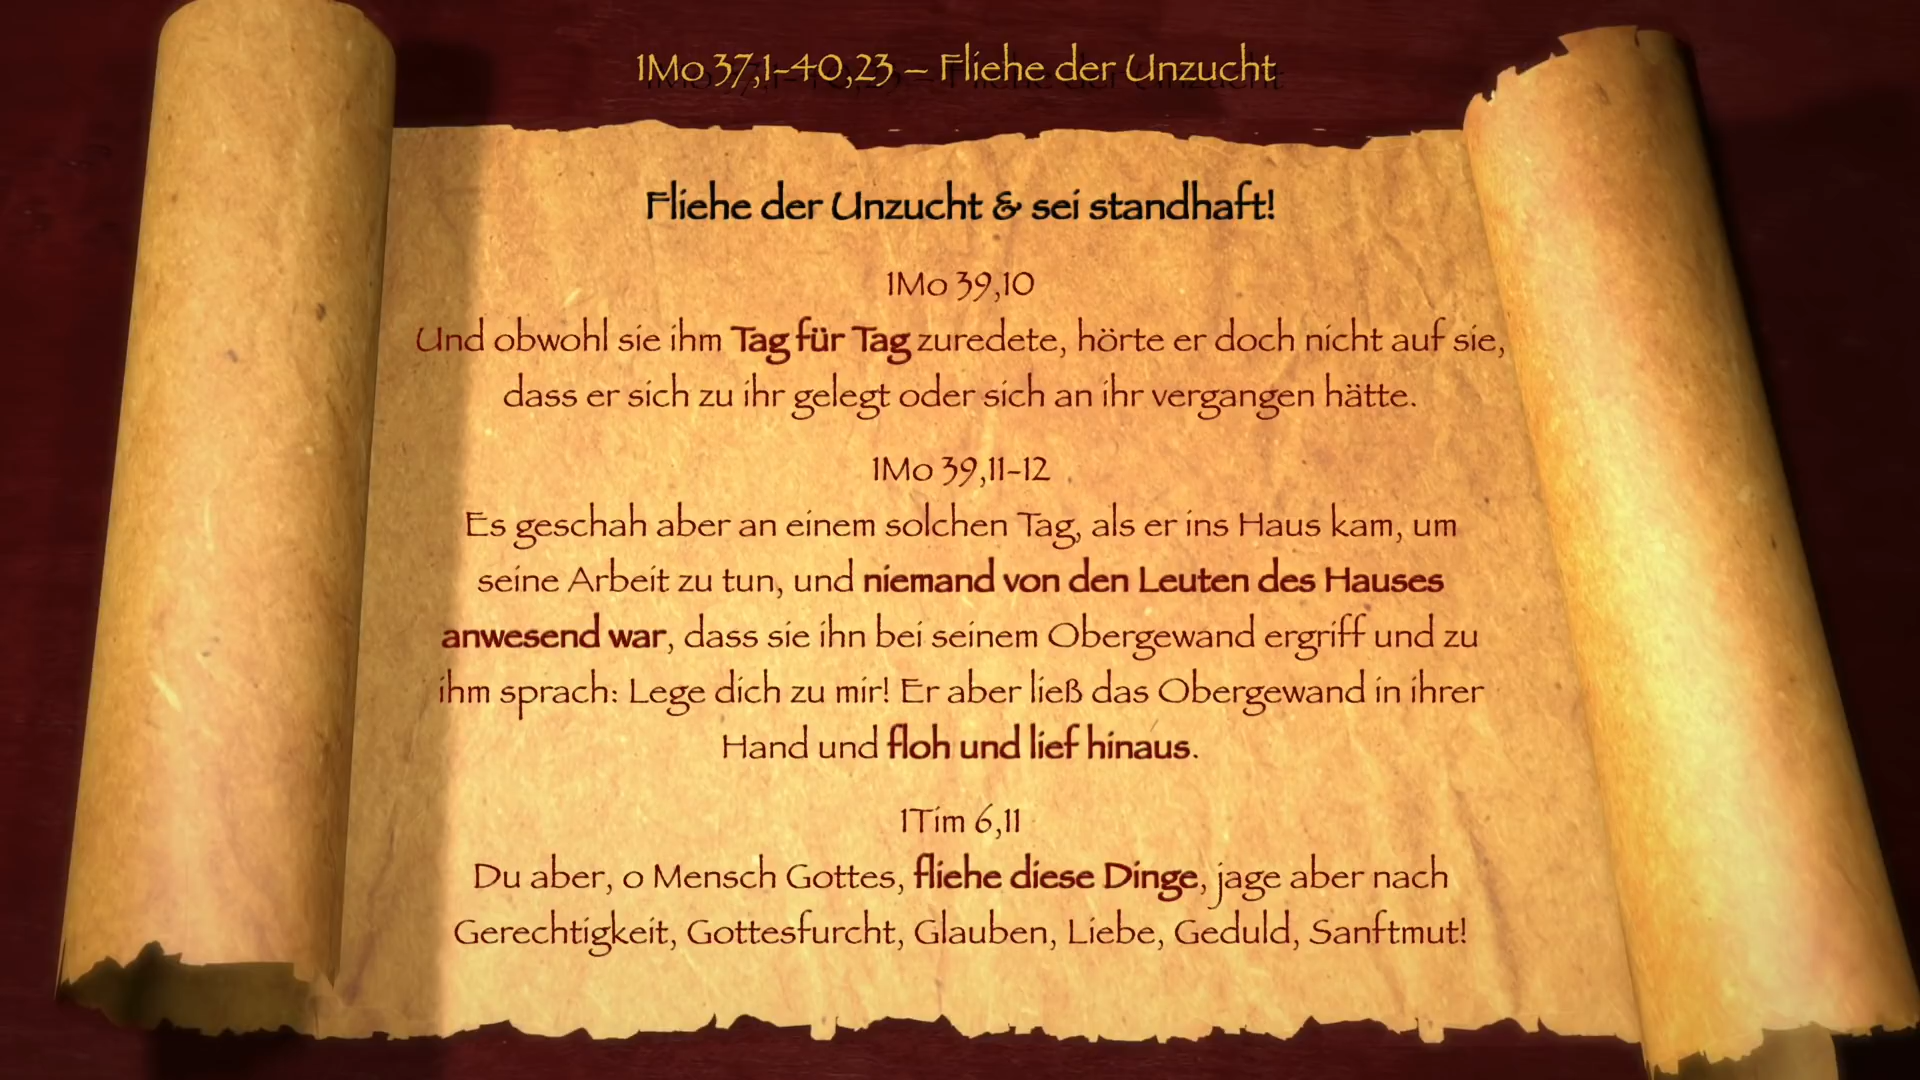 1Mo 37,1-40,23 – Fliehe der Unzucht
Fliehe der Unzucht & sei standhaft!
1Mo 39,10
Und obwohl sie ihm Tag für Tag zuredete, hörte er doch nicht auf sie,
dass er sich zu ihr gelegt oder sich an ihr vergangen hätte.
1Mo 39,11-12
Es geschah aber an einem solchen Tag, als er ins Haus kam, um
seine Arbeit zu tun, und niemand von den Leuten des Hauses
anwesend war, dass sie ihn bei seinem Obergewand ergriff und zu
ihm sprach: Lege dich zu mir! Er aber ließ das Obergewand in ihrer
Hand und floh und lief hinaus.
1Tim 6,11
Du aber, o Mensch Gottes, fliehe diese Dinge, jage aber nach
Gerechtigkeit, Gottesfurcht, Glauben, Liebe, Geduld, Sanftmut!